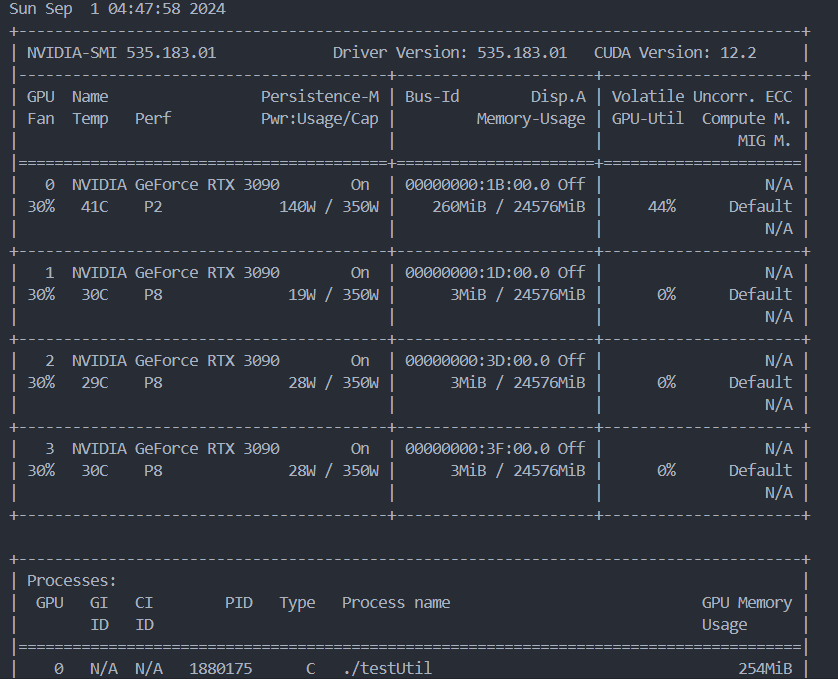 Sun Sep  1 04:47:58 2024
+-----------------------------------------------------------------------------------------+
| NVIDIA-SMI 535.183.01             Driver Version: 535.183.01   CUDA Version: 12.2     |
|-----------------------------------------+----------------------+----------------------+
| GPU  Name                 Persistence-M | Bus-Id        Disp.A | Volatile Uncorr. ECC |
| Fan  Temp   Perf          Pwr:Usage/Cap |         Memory-Usage | GPU-Util  Compute M. |
|                                         |                      |               MIG M. |
|=========================================+======================+======================|
|   0  NVIDIA GeForce RTX 3090        On  | 00000000:1B:00.0 Off |                  N/A |
| 30%   41C    P2             140W / 350W |    260MiB / 24576MiB |     44%      Default |
|                                         |                      |                  N/A |
+-----------------------------------------+----------------------+----------------------+
|   1  NVIDIA GeForce RTX 3090        On  | 00000000:1D:00.0 Off |                  N/A |
| 30%   30C    P8              19W / 350W |      3MiB / 24576MiB |      0%      Default |
|                                         |                      |                  N/A |
+-----------------------------------------+----------------------+----------------------+
|   2  NVIDIA GeForce RTX 3090        On  | 00000000:3D:00.0 Off |                  N/A |
| 30%   29C    P8              28W / 350W |      3MiB / 24576MiB |      0%      Default |
|                                         |                      |                  N/A |
+-----------------------------------------+----------------------+----------------------+
|   3  NVIDIA GeForce RTX 3090        On  | 00000000:3F:00.0 Off |                  N/A |
| 30%   30C    P8              28W / 350W |      3MiB / 24576MiB |      0%      Default |
|                                         |                      |                  N/A |
+-----------------------------------------+----------------------+----------------------+
+---------------------------------------------------------------------------------------+
| Processes:                                                                            |
|  GPU   GI   CI        PID   Type   Process name                            GPU Memory |
|        ID   ID                                                             Usage      |
|=======================================================================================|
|    0   N/A  N/A   1880175      C   ./testUtil                                  254MiB |